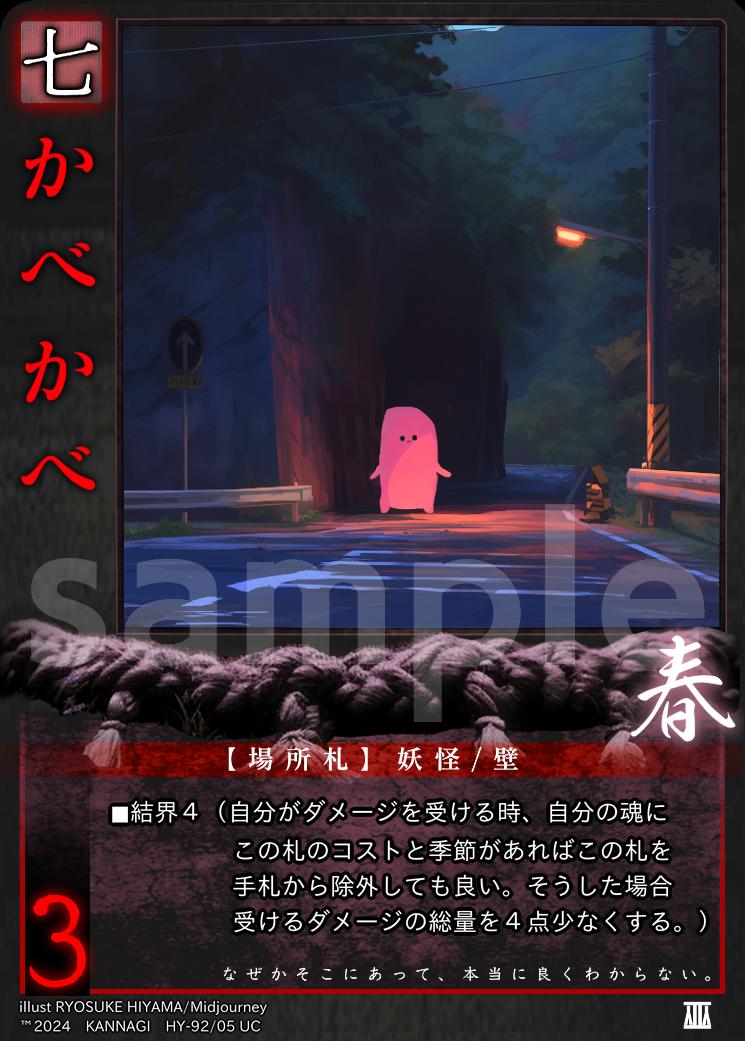 七
かべかべ
sample
春
【場所札】妖怪/壁
■結界４（自分がダメージを受ける時、自分の魂に
この札のコストと季節があればこの札を
手札から除外しても良い。そうした場合
受けるダメージの総量を４点少なくする。）
3
なぜかそこにあって、本当に良くわからない。
illust RYOSUKE HIYAMA/Midjourney
™2024 KANNAGI HY-92/05 UC